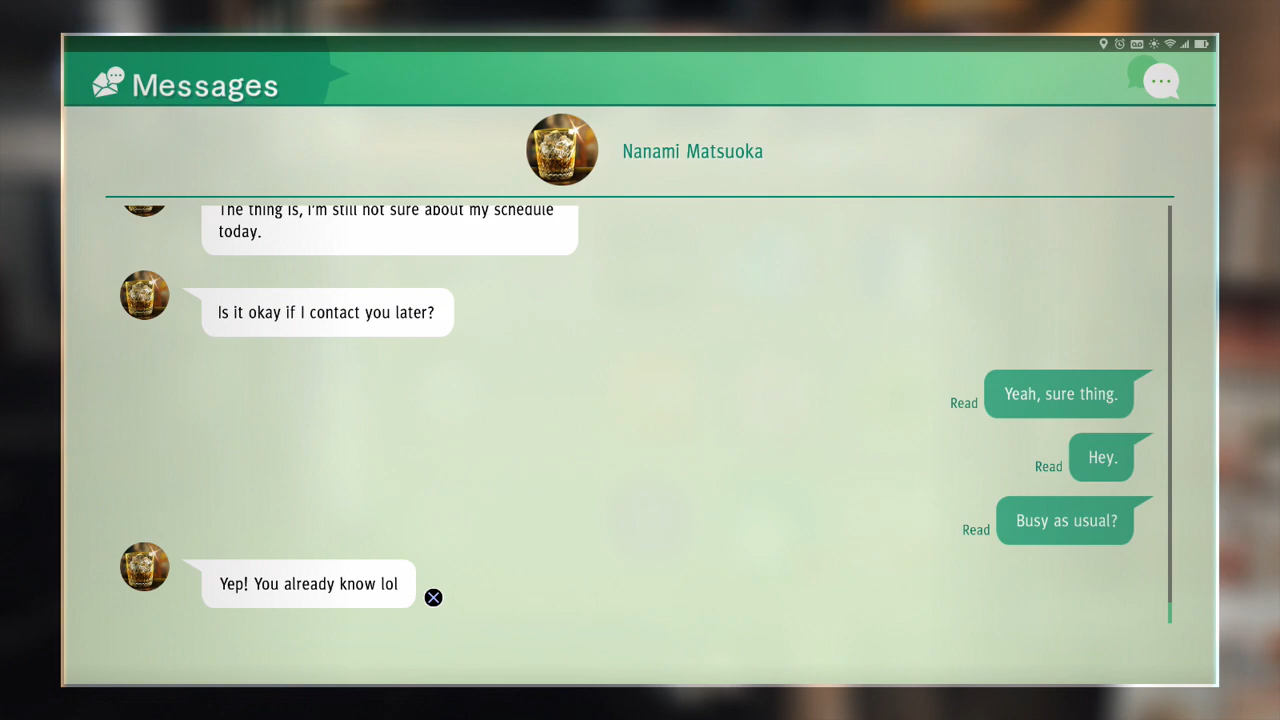 Messages
Nanami Matsuoka
The thing is, I'm still not sure about my schedule
today.
Is it okay if I contact you later?
Yeah, sure thing.
Read
Hey.
Read
Busy as usual?
Read
Yep! You already know lol